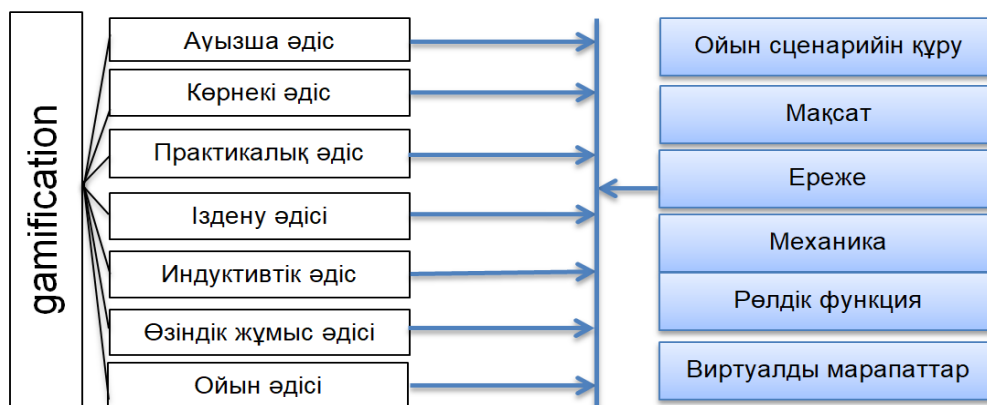 gamification
Ауызша әдіс
Көрнекі әдіс
Практикалық әдіс
Іздену әдісі
Индуктивтік әдіс
Өзіндік жұмыс әдісі
Ойын әдісі
Ойын сценарийін құру
Мақсат
Ереже
Механика
Рөлдік функция
Виртуалды марапаттар